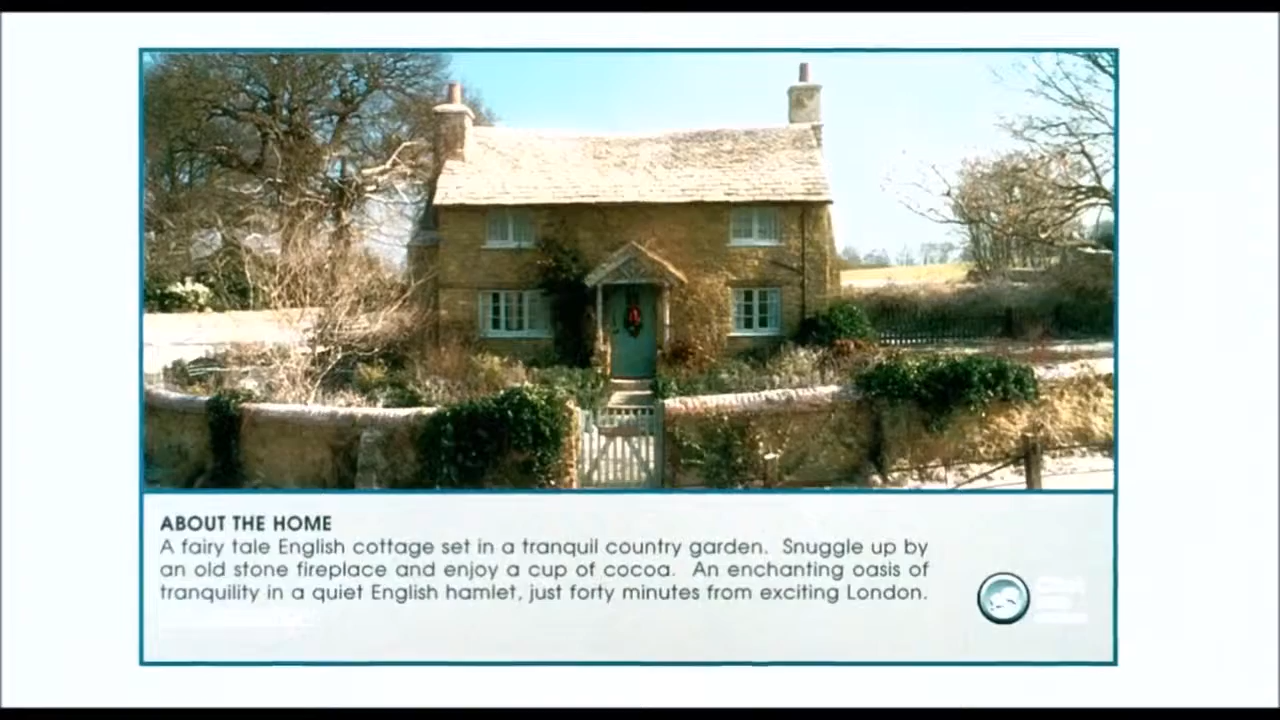 ABOUT THE HOME
A fairy tale English cottage set in a tranquil country garden. Snuggle up by
an old stone fireplace and enjoy a cup of cocoa. An enchanting oasis of
tranquility in a quiet English hamlet, just forty minutes from exciting London.